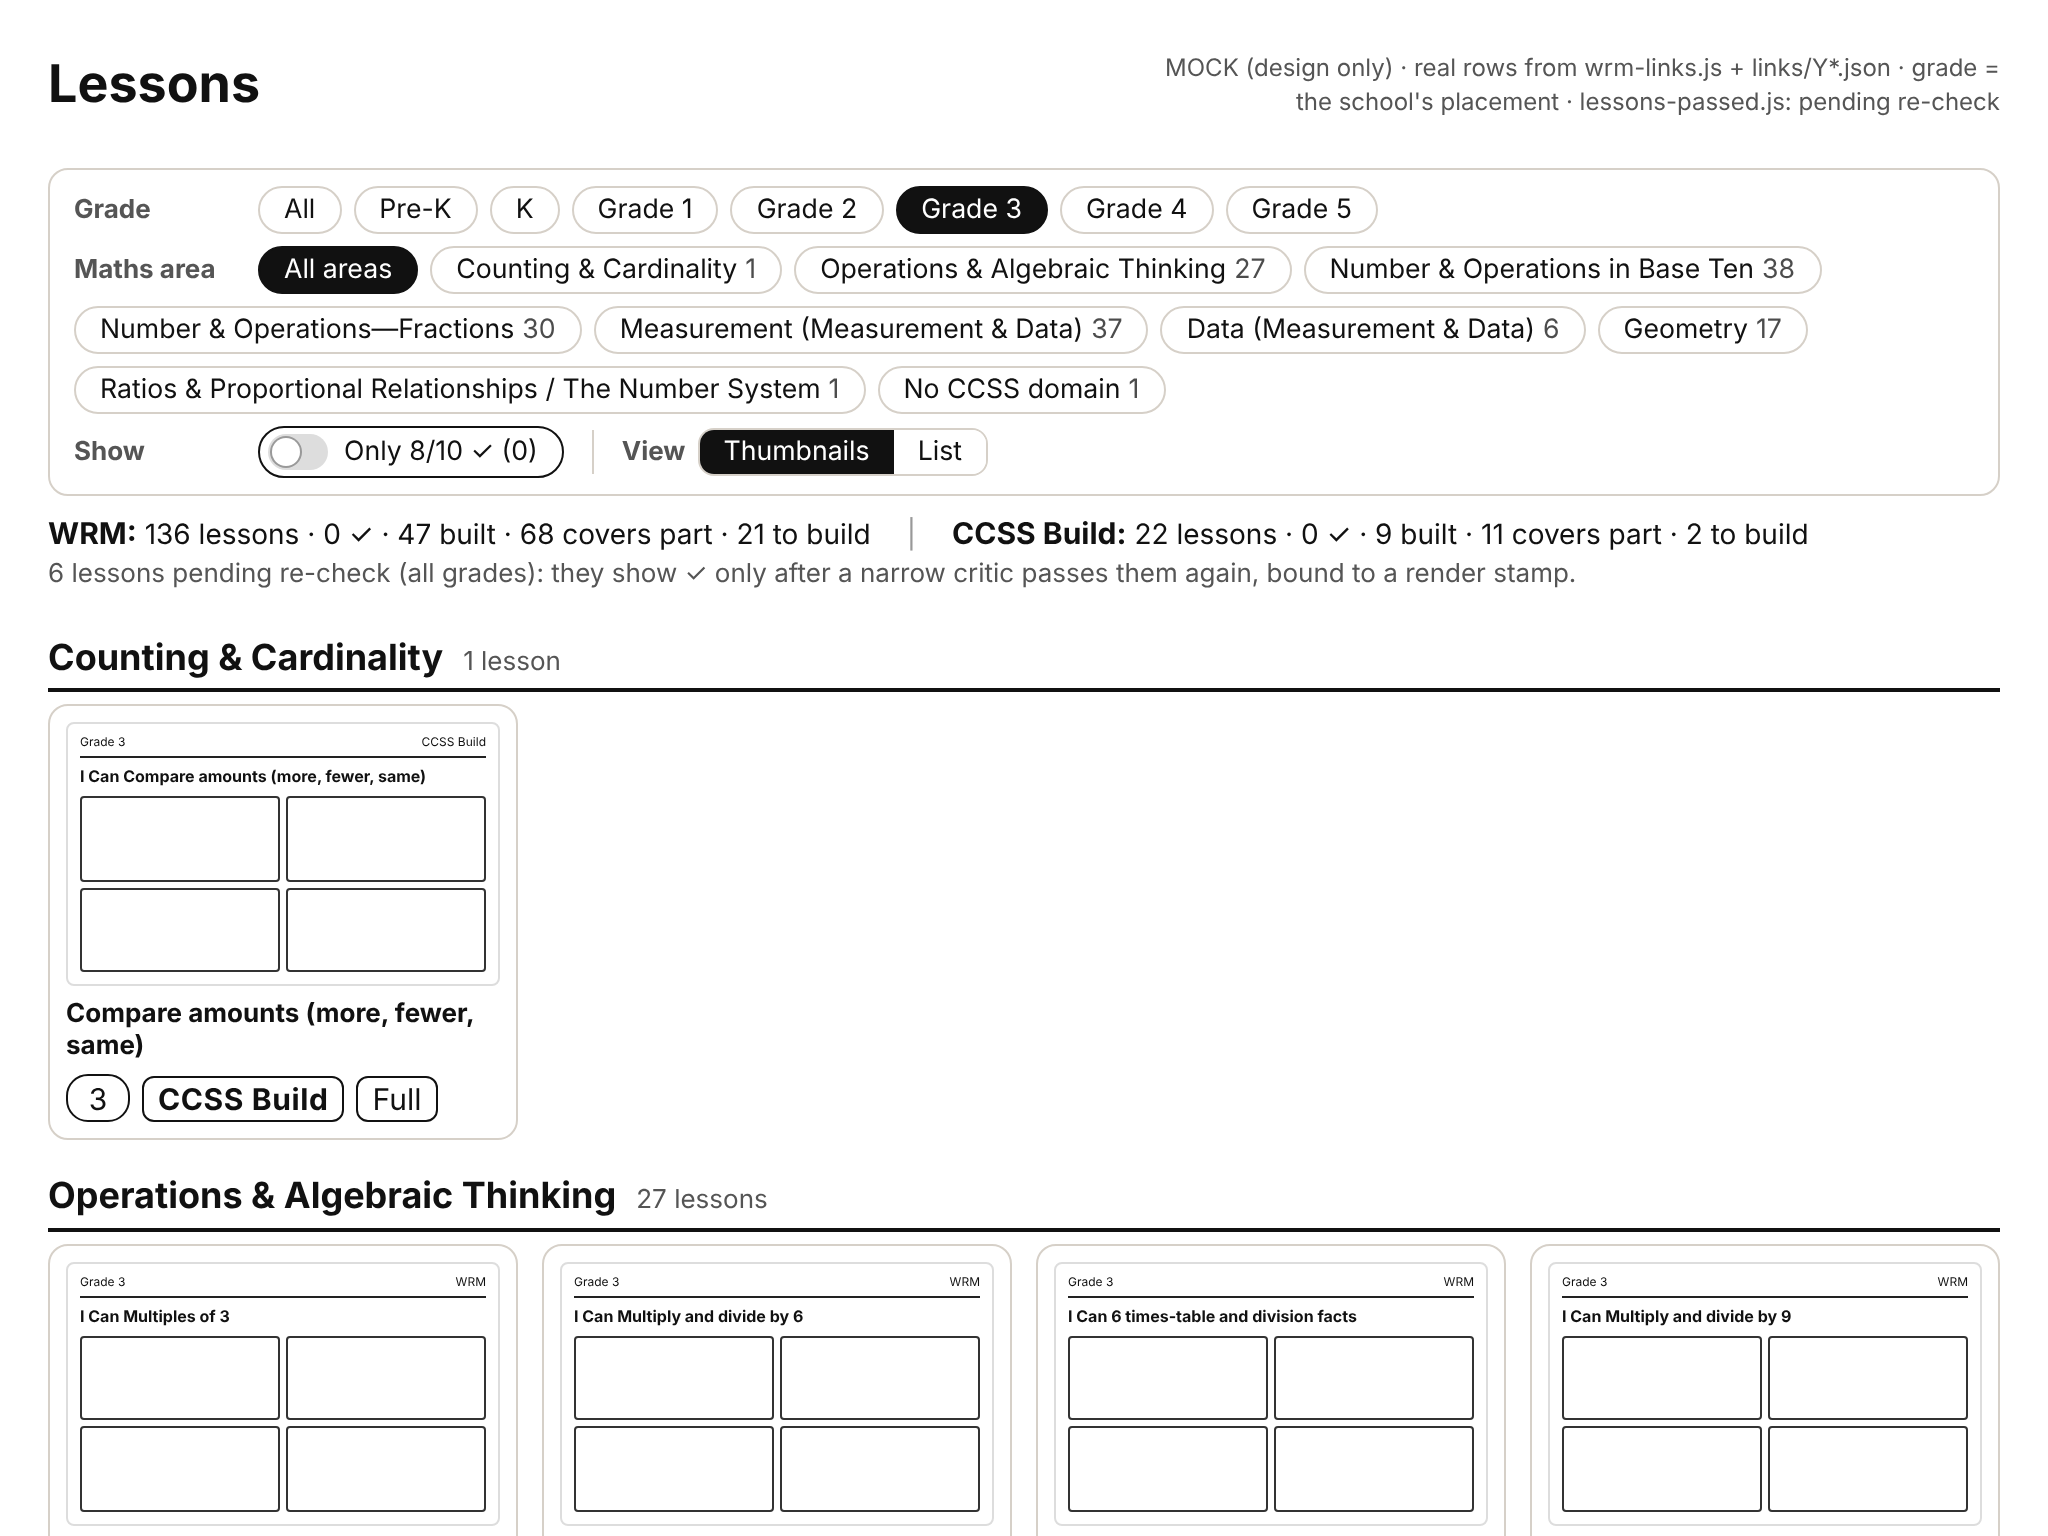 Lessons
MOCK (design only) · real rows from wrm-links.js + links/Y*.json · grade =
the school's placement · lessons-passed.js: pending re-check
Grade All Pre-K K Grade 1 Grade 2 Grade 3 Grade 4 Grade 5
Maths area All areas Counting & Cardinality 1 Operations & Algebraic Thinking 27 Number & Operations in Base Ten 38
Number & Operations—Fractions 30 Measurement (Measurement & Data) 37 Data (Measurement & Data) 6 Geometry 17
Ratios & Proportional Relationships / The Number System 1 No CCSS domain 1
Show Only 8/10 ✓ (0) View Thumbnails List
WRM: 136 lessons · 0 ✓ · 47 built · 68 covers part · 21 to build | CCSS Build: 22 lessons · 0 ✓ · 9 built · 11 covers part · 2 to build
6 lessons pending re-check (all grades): they show ✓ only after a narrow critic passes them again, bound to a render stamp.
Counting & Cardinality 1 lesson
Grade 3 CCSS Build
I Can Compare amounts (more, fewer, same)
Compare amounts (more, fewer,
same)
3 CCSS Build Full
Operations & Algebraic Thinking 27 lessons
Grade 3 WRM
I Can Multiples of 3
Grade 3 WRM
I Can Multiply and divide by 6
Grade 3 WRM
I Can 6 times-table and division facts
Grade 3 WRM
I Can Multiply and divide by 9